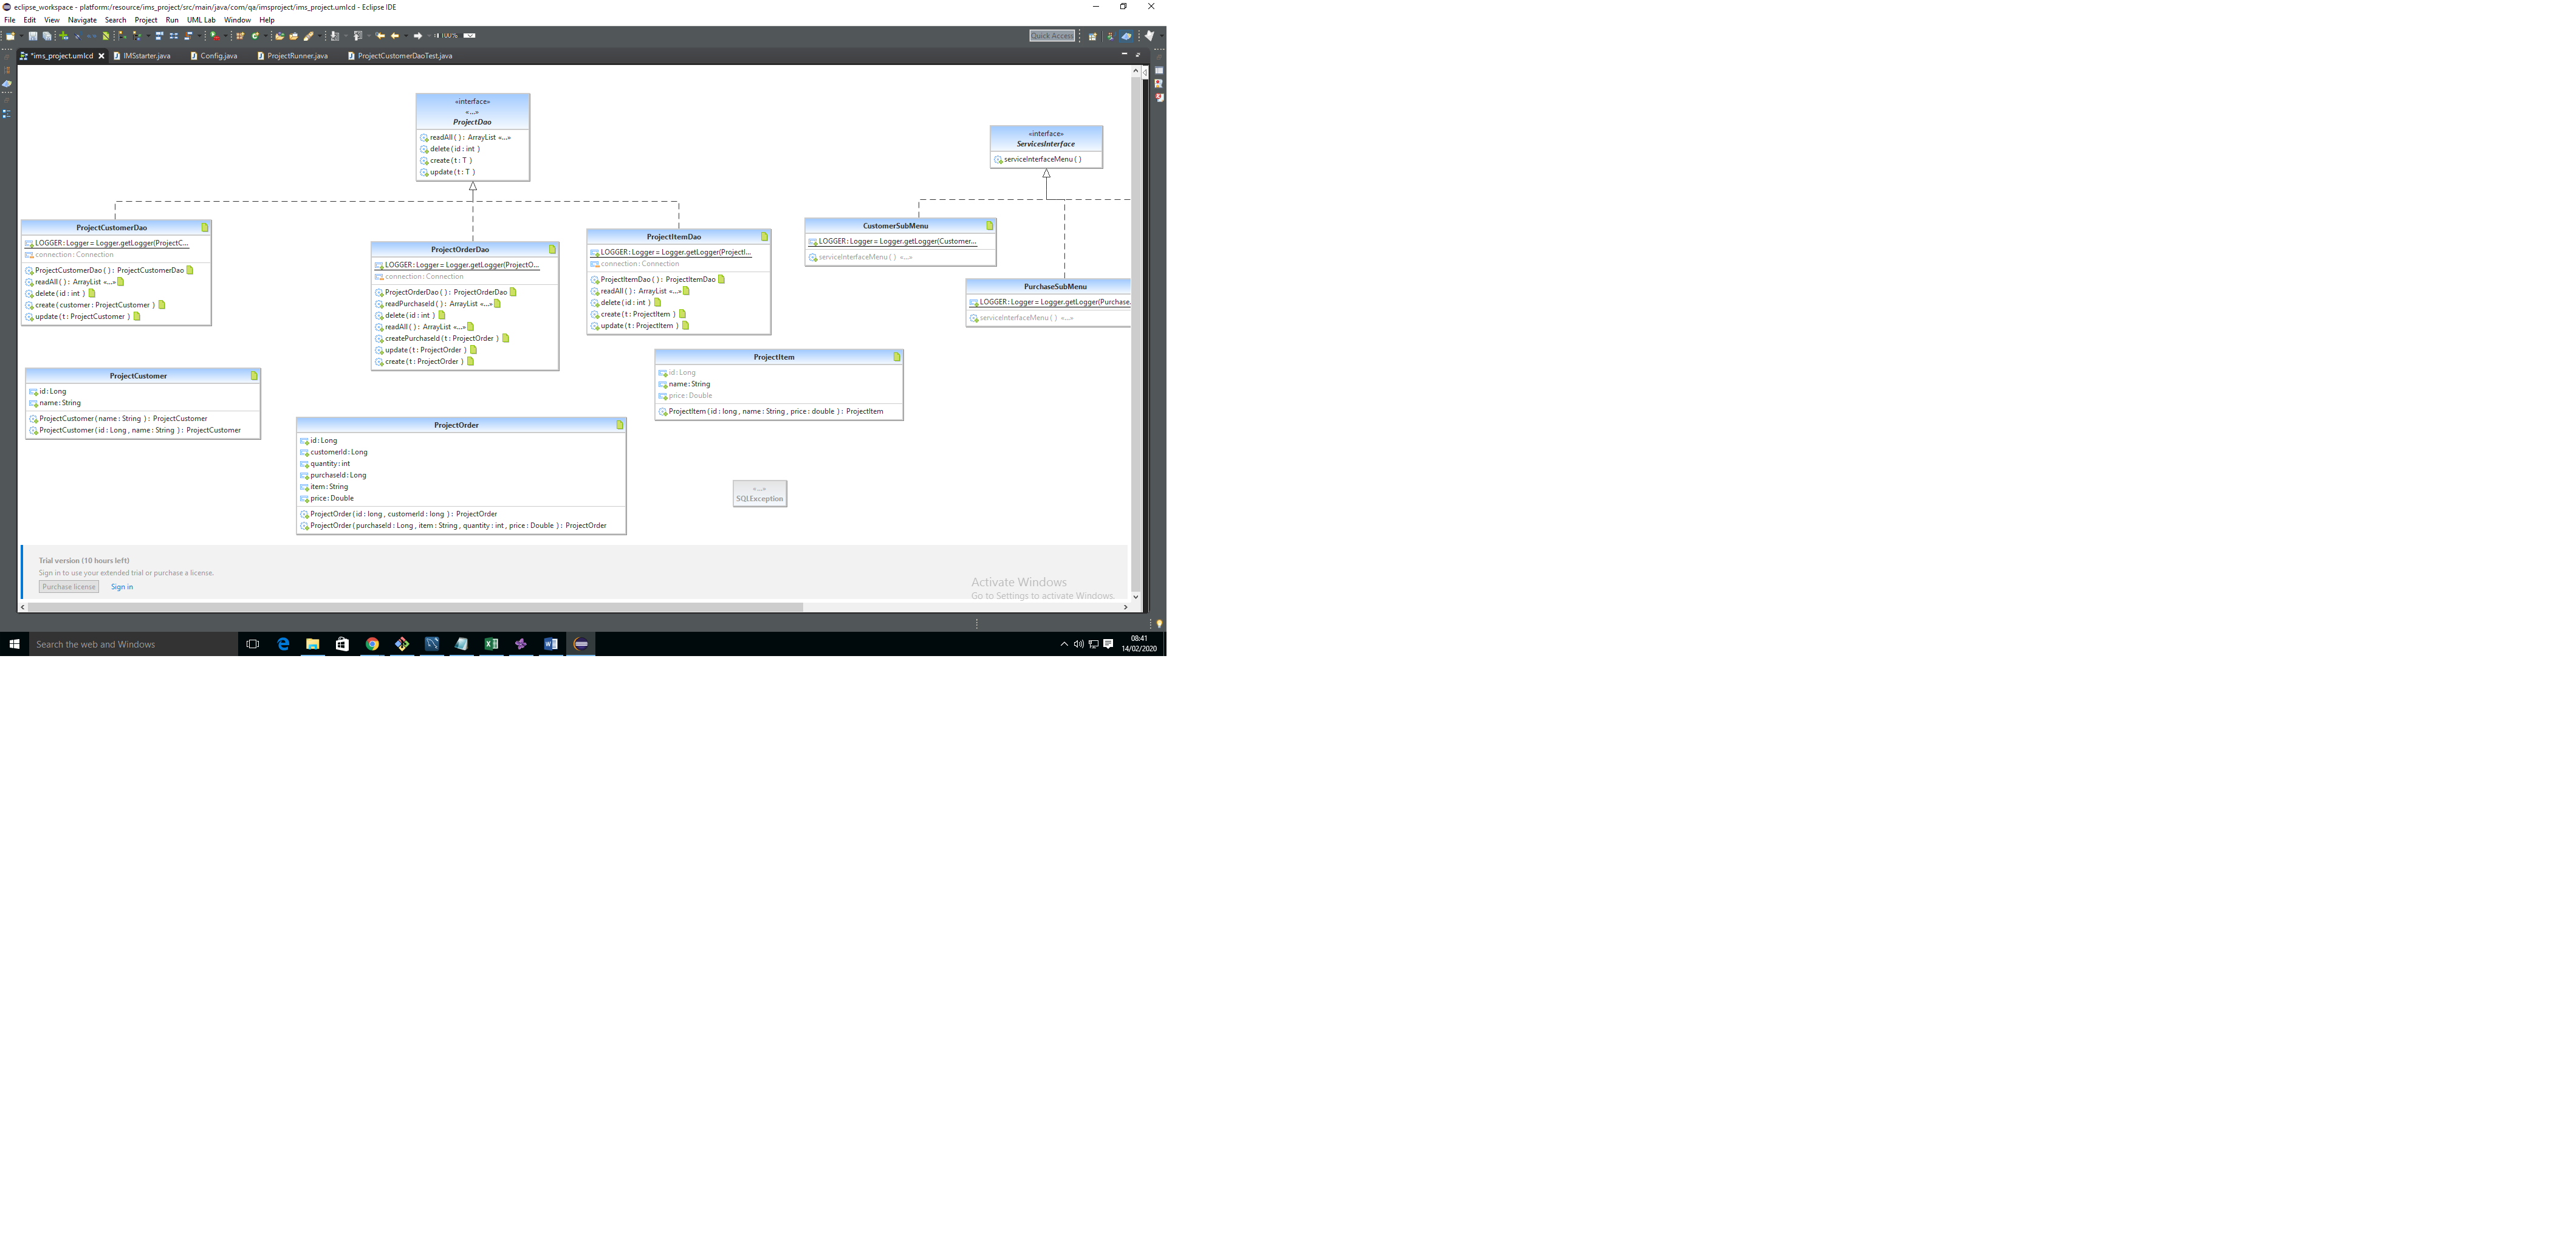 eclipse_workspace - platform:/resource/ims_project/src/main/java/com/qa/imsproject/ims_project.umlcd - Eclipse IDE
File Edit View Navigate Search Project Run UML Lab Window Help
100%
Quick Access
*ims_project.umlcd IMSstarter.java Config.java ProjectRunner.java ProjectCustomerDaoTest.java
«interface»
«...»
ProjectDao
readAll ( ) : ArrayList «...»
delete ( id : int )
create ( t : T )
update ( t : T )
«interface»
ServicesInterface
serviceInterfaceMenu ( )
ProjectCustomerDao
LOGGER : Logger = Logger.getLogger(ProjectC...
connection : Connection
ProjectCustomerDao ( ) : ProjectCustomerDao
readAll ( ) : ArrayList «...»
delete ( id : int )
create ( customer : ProjectCustomer )
update ( t : ProjectCustomer )
ProjectOrderDao
LOGGER : Logger = Logger.getLogger(ProjectO...
connection : Connection
ProjectOrderDao ( ) : ProjectOrderDao
readPurchaseId ( ) : ArrayList «...»
delete ( id : int )
readAll ( ) : ArrayList «...»
createPurchaseId ( t : ProjectOrder )
update ( t : ProjectOrder )
create ( t : ProjectOrder )
ProjectItemDao
LOGGER : Logger = Logger.getLogger(ProjectI...
connection : Connection
ProjectItemDao ( ) : ProjectItemDao
readAll ( ) : ArrayList «...»
delete ( id : int )
create ( t : ProjectItem )
update ( t : ProjectItem )
CustomerSubMenu
LOGGER : Logger = Logger.getLogger(Customer...
serviceInterfaceMenu ( ) «...»
PurchaseSubMenu
LOGGER : Logger = Logger.getLogger(Purchase.
serviceInterfaceMenu ( ) «...»
ProjectCustomer
id : Long
name : String
ProjectCustomer ( name : String ) : ProjectCustomer
ProjectCustomer ( id : Long , name : String ) : ProjectCustomer
ProjectItem
id : Long
name : String
price : Double
ProjectItem ( id : long , name : String , price : double ) : ProjectItem
ProjectOrder
id : Long
customerId : Long
quantity : int
purchaseId : Long
item : String
price : Double
ProjectOrder ( id : long , customerId : long ) : ProjectOrder
ProjectOrder ( purchaseId : Long , item : String , quantity : int , price : Double ) : ProjectOrder
«...»
SQLException
Trial version (10 hours left)
Sign in to use your extended trial or purchase a license.
Purchase license Sign in
Activate Windows
Go to Settings to activate Windows.
Search the web and Windows
08:41
14/02/2020